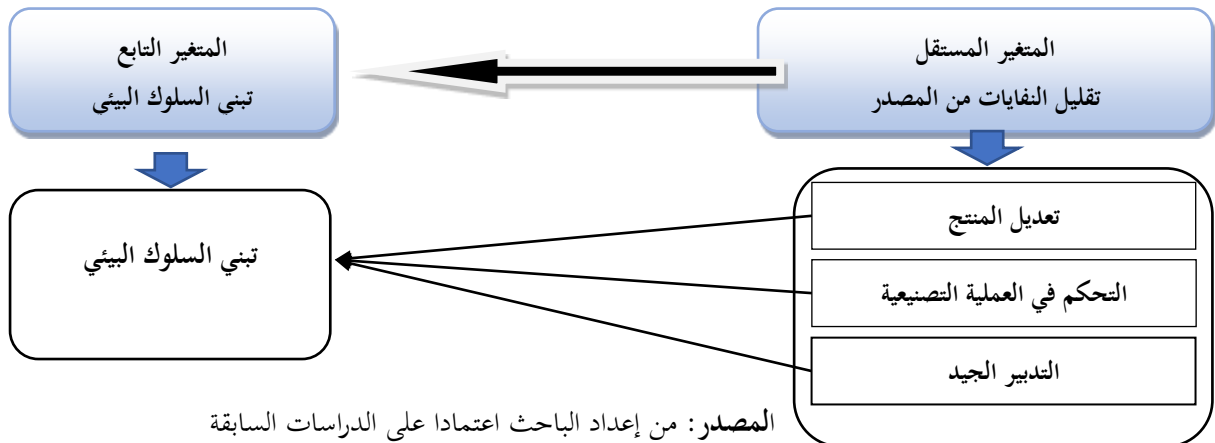 المتغير المستقل
تقليل النفايات من المصدر
المتغير التابع
تبنى السلوك البيئى
تعديل المنتج
التحكم في العملية التصنيعية
التدبير الجيد
تبني السلوك البيئي
المصدر: من إعداد الباحث اعتمادا على الدراسات السابقة